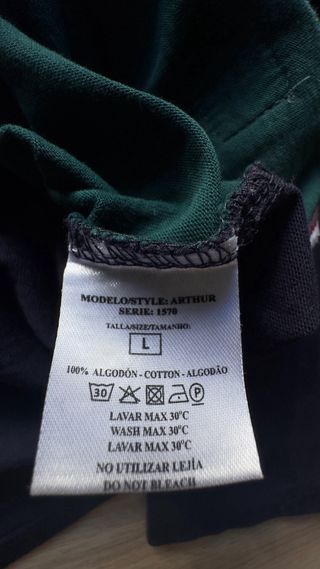 MODELO/STYLE: ARTHUR
SERIE: 1570
TALLA/SIZE/TAMANHO:
L
100% ALGODÓN - COTTON - ALGODÃO
30 P
LAVAR MAX 30°C
WASH MAX 30°C
LAVAR MAX 30°C
NO UTILIZAR LEJÍA
DO NOT BLEACH